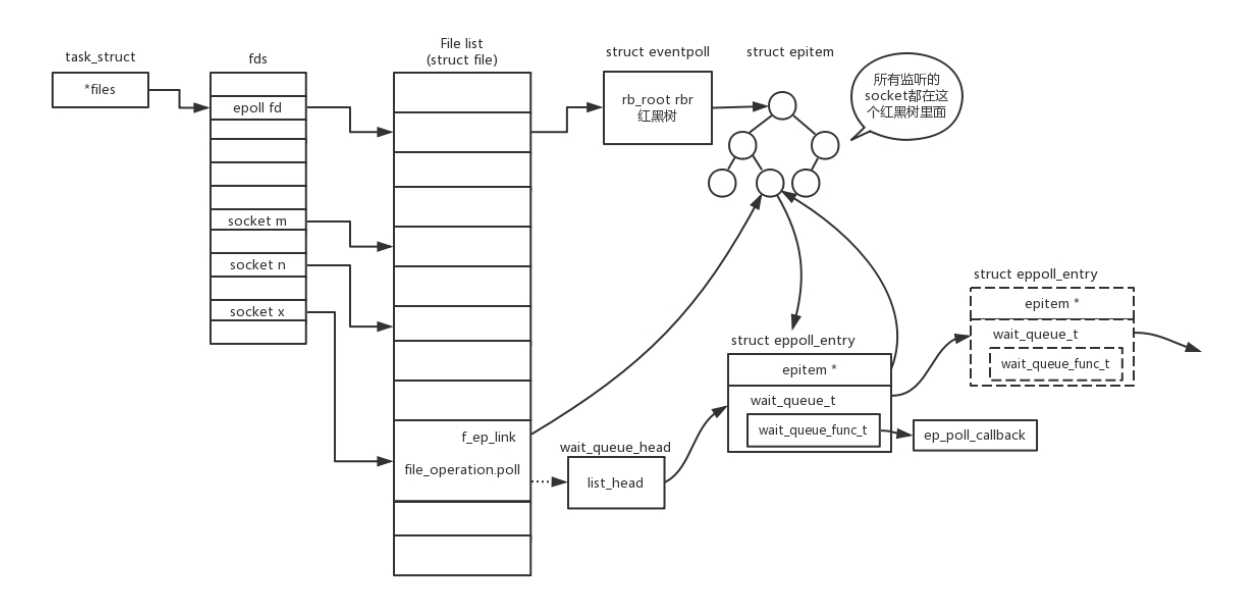 task_struct
*files
fds
epoll fd
socket m
socket n
socket x
File list
(struct file)
f_ep_link
file_operation.poll
struct eventpoll
rb_root rbr
红黑树
struct epitem
所有监听的
socket都在这
个红黑树里面
wait_queue_head
list_head
struct eppoll_entry
epitem *
wait_queue_t
wait_queue_func_t
ep_poll_callback
struct eppoll_entry
epitem *
wait_queue_t
wait_queue_func_t